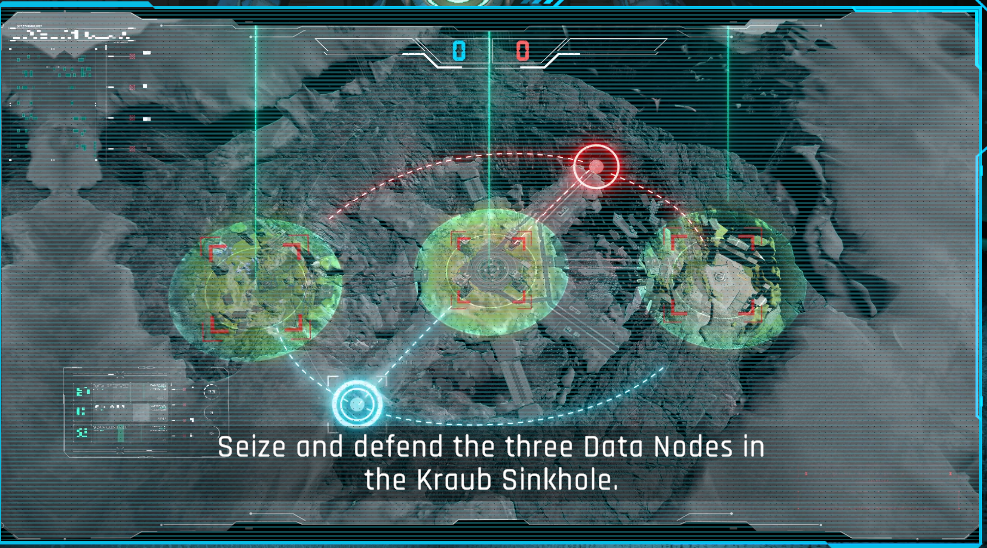 0 0
Seize and defend the three Data Nodes in
the Kraub Sinkhole.